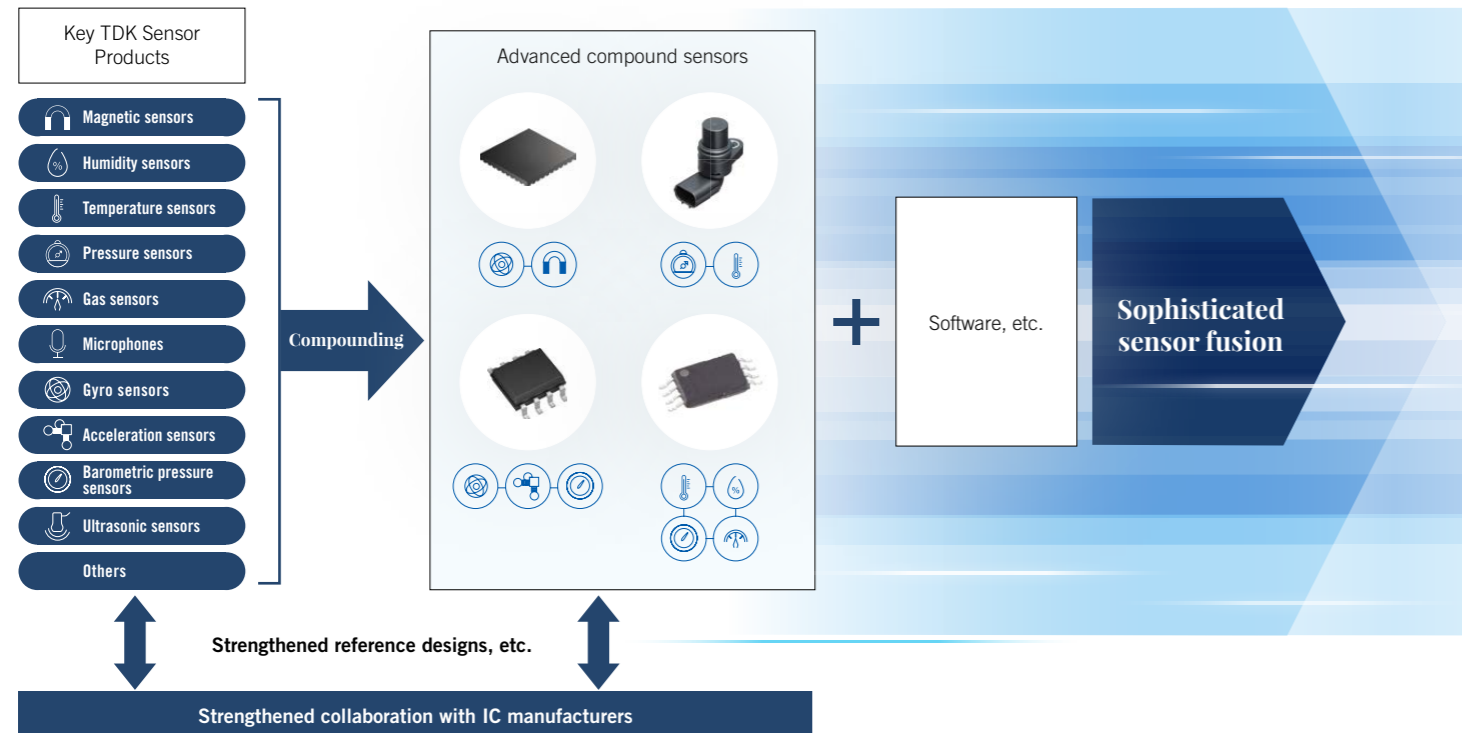 Key TDK Sensor
Products
Magnetic sensors
Humidity sensors
Temperature sensors
Pressure sensors
Gas sensors
Microphones
Gyro sensors
Acceleration sensors
Barometric pressure
sensors
Ultrasonic sensors
Others
Compounding
Advanced compound sensors
%
%
+
Software, etc.
Sophisticated
sensor fusion
Strengthened reference designs, etc.
Strengthened collaboration with IC manufacturers